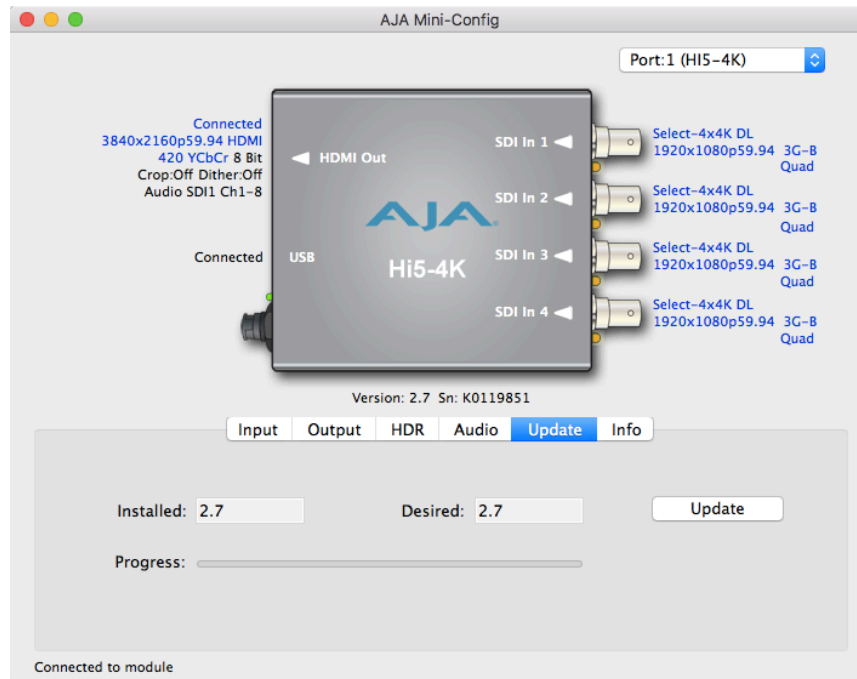 AJA Mini-Config
Port:1 (HI5-4K)
Connected
3840x2160p59.94 HDMI
420 YCbCr 8 Bit
Crop:Off Dither:Off
Audio SDI1 Ch1-8
Connected
HDMI Out
USB
AJA
Hi5-4K
SDI In 1
SDI In 2
SDI In 3
SDI In 4
Select-4x4K DL
1920x1080p59.94 3G-B
Quad
Select-4x4K DL
1920x1080p59.94 3G-B
Quad
Select-4x4K DL
1920x1080p59.94 3G-B
Quad
Select-4x4K DL
1920x1080p59.94 3G-B
Quad
Version: 2.7 Sn: K0119851
Input Output HDR Audio Update Info
Installed: 2.7 Desired: 2.7 Update
Progress:
Connected to module